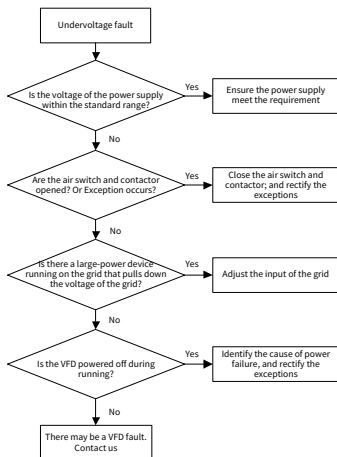 Undervoltage fault
Is the voltage of the power supply
within the standard range?
Yes
Ensure the power supply
meet the requirement
No
Are the air switch and contactor
opened? Or Exception occurs?
Yes
Close the air switch and
contactor; and rectify the
exceptions
No
Is there a large-power device
running on the grid that pulls down
the voltage of the grid?
Yes
Adjust the input of the grid
No
Is the VFD powered off during
running?
Yes
Identify the cause of power
failure, and rectify the
exceptions
No
There may be a VFD fault.
Contact us